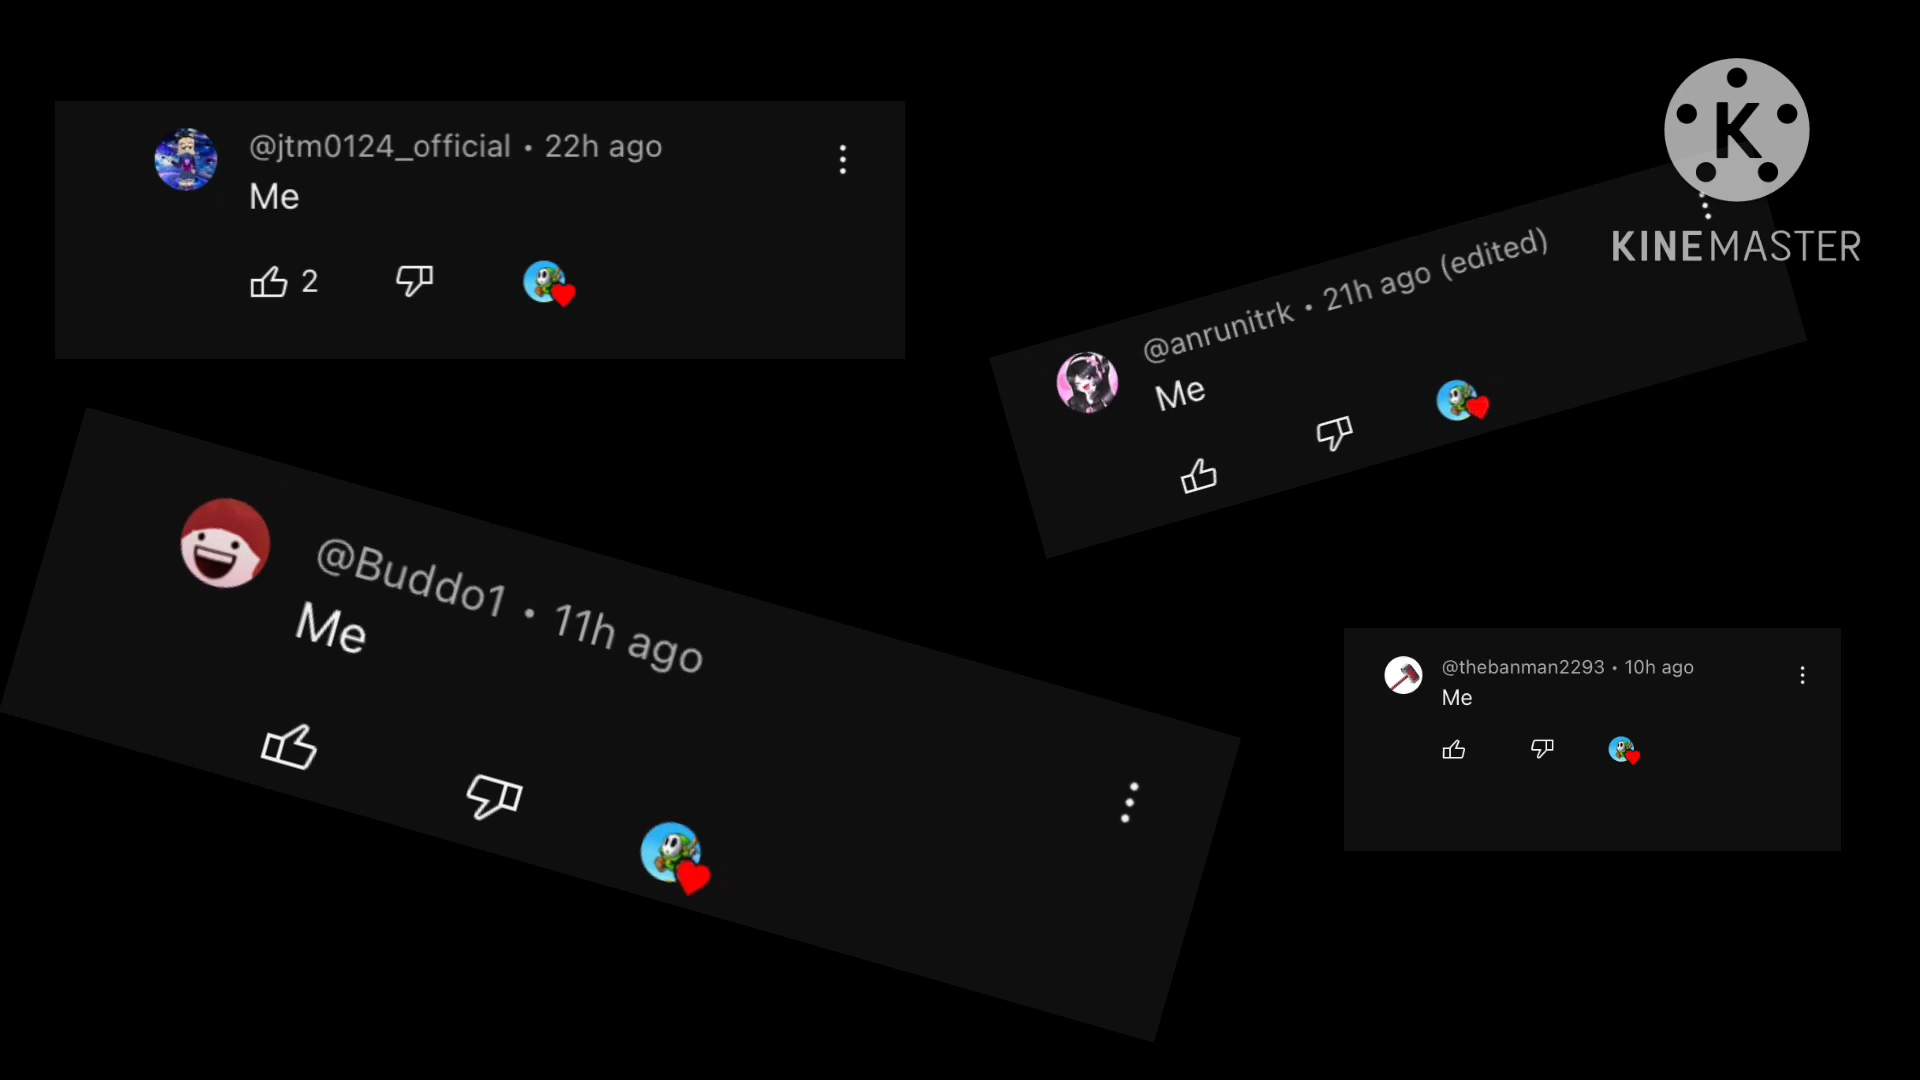 @jtm0124_official • 22h ago
Me
2
K
KINEMASTER
@anrunitrk • 21h ago (edited)
Me
@Buddo1 • 11h ago
Me
@thebanman2293 • 10h ago
Me